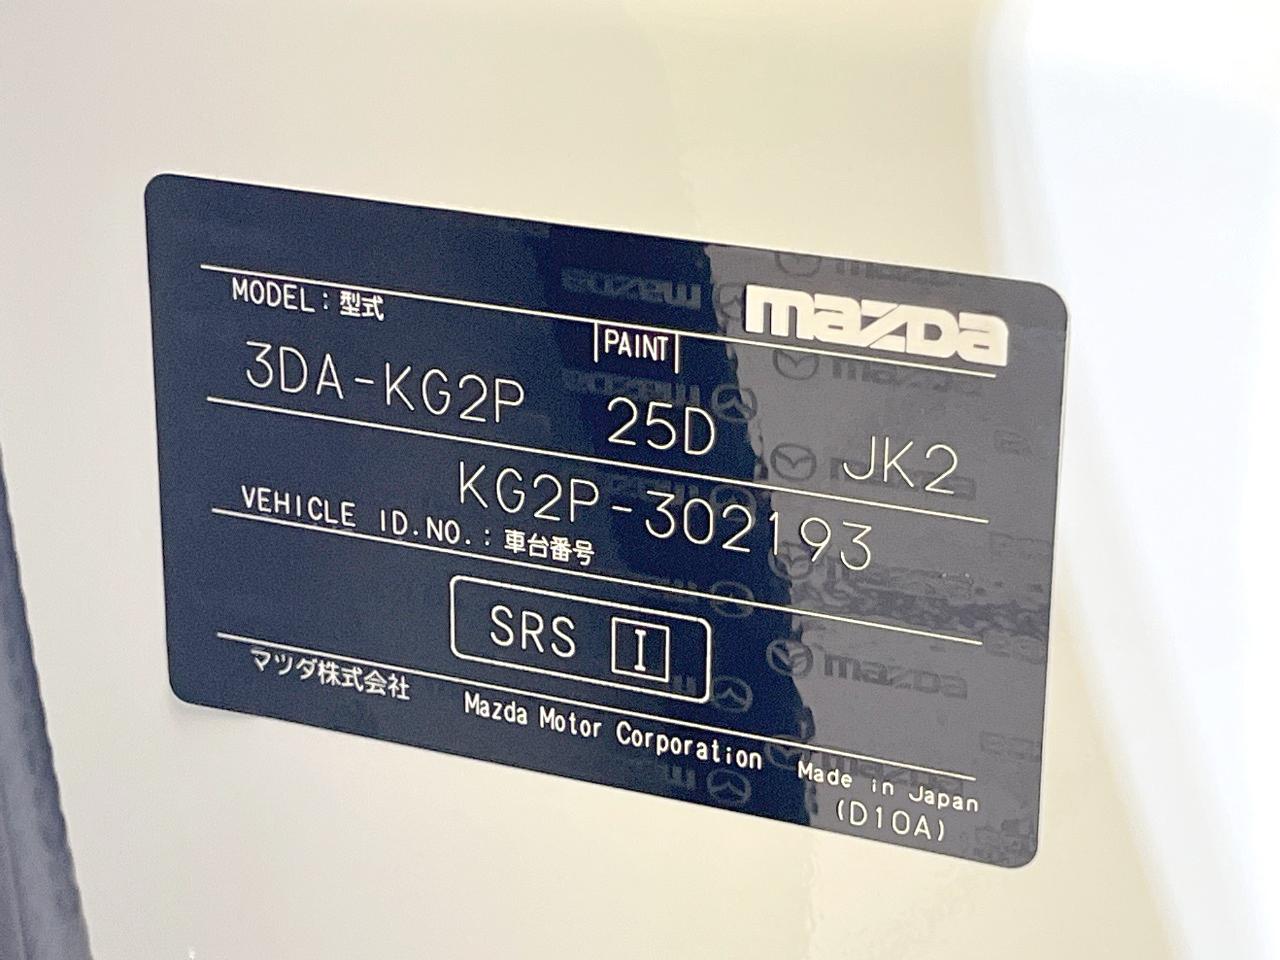 mazda
MODEL : 型式
PAINT
3DA-KG2P 25D JK2
KG2P-302193
VEHICLE ID.NO. : 車台番号
SRS I
マツダ株式会社 Mazda Motor Corporation Made in Japan
(D10A)